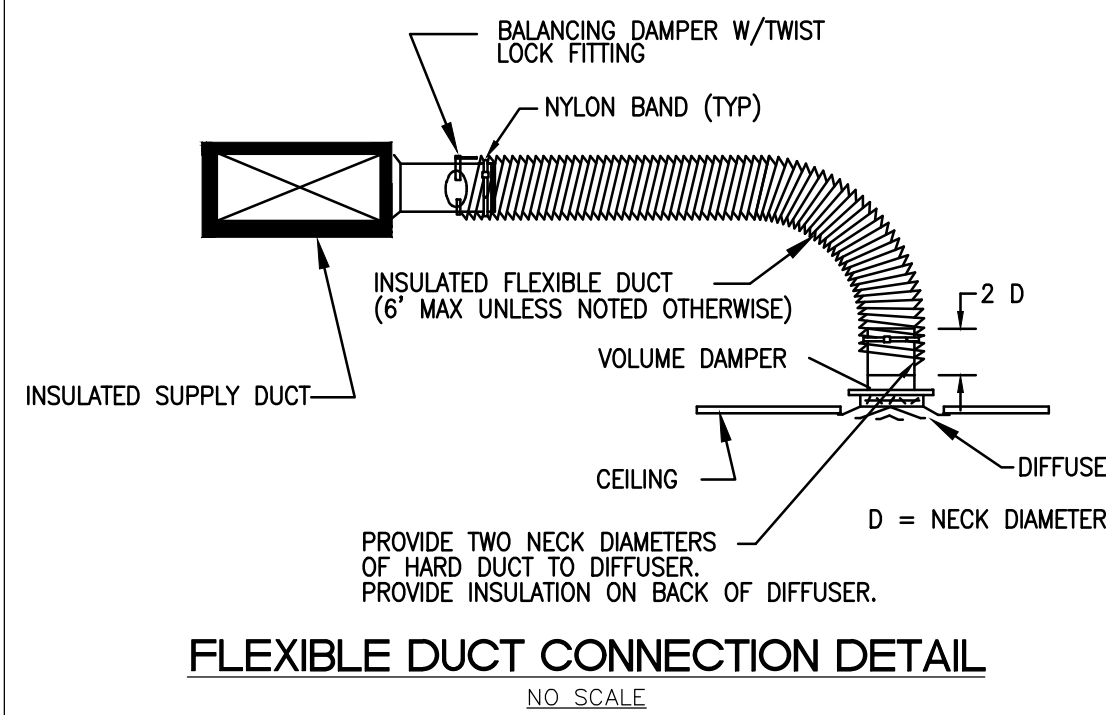 BALANCING DAMPER W/TWIST
LOCK FITTING
NYLON BAND (TYP)
INSULATED FLEXIBLE DUCT
(6' MAX UNLESS NOTED OTHERWISE)
2 D
VOLUME DAMPER
INSULATED SUPPLY DUCT
CEILING
DIFFUSE
D = NECK DIAMETER
PROVIDE TWO NECK DIAMETERS
OF HARD DUCT TO DIFFUSER.
PROVIDE INSULATION ON BACK OF DIFFUSER.
FLEXIBLE DUCT CONNECTION DETAIL
NO SCALE